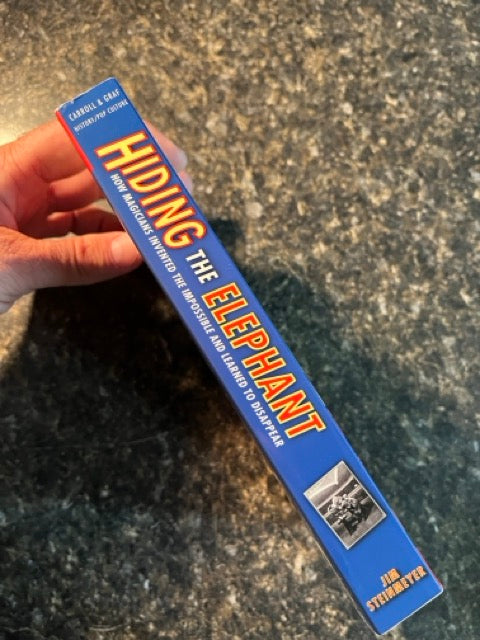 CARROLL & GRAF
HISTORY/POP CULTURE
HIDING THE ELEPHANT
HOW MAGICIANS INVENTED THE IMPOSSIBLE AND LEARNED TO DISAPPEAR
JIM
STEINMEYER